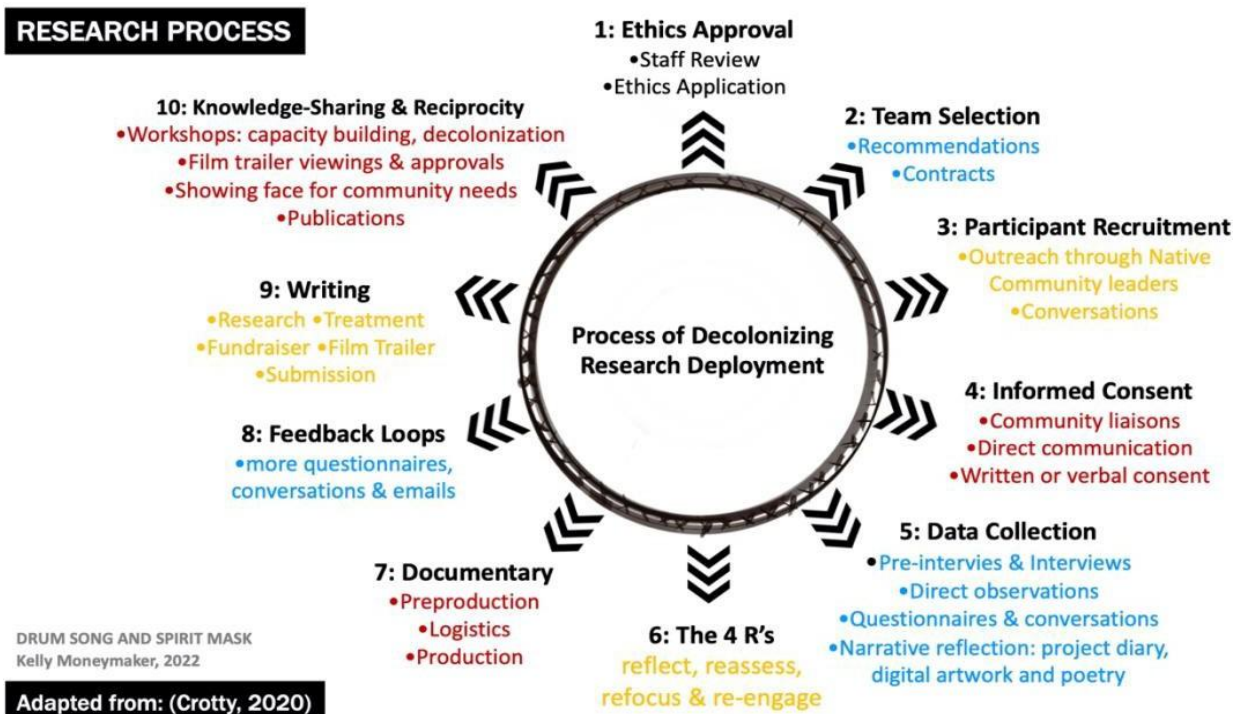 RESEARCH PROCESS
1: Ethics Approval
•Staff Review
•Ethics Application
2: Team Selection
•Recommendations
•Contracts
3: Participant Recruitment
•Outreach through Native
Community leaders
•Conversations
4: Informed Consent
•Community liaisons
•Direct communication
•Written or verbal consent
5: Data Collection
•Pre-intervies & Interviews
•Direct observations
•Questionnaires & conversations
•Narrative reflection: project diary,
digital artwork and poetry
6: The 4 R's
reflect, reassess,
refocus & re-engage
7: Documentary
•Preproduction
•Logistics
•Production
8: Feedback Loops
•more questionnaires,
conversations & emails
9: Writing
•Research •Treatment
•Fundraiser •Film Trailer
•Submission
10: Knowledge-Sharing & Reciprocity
•Workshops: capacity building, decolonization
•Film trailer viewings & approvals
•Showing face for community needs
•Publications
Process of Decolonizing
Research Deployment
DRUM SONG AND SPIRIT MASK
Kelly Moneymaker, 2022
Adapted from: (Crotty, 2020)